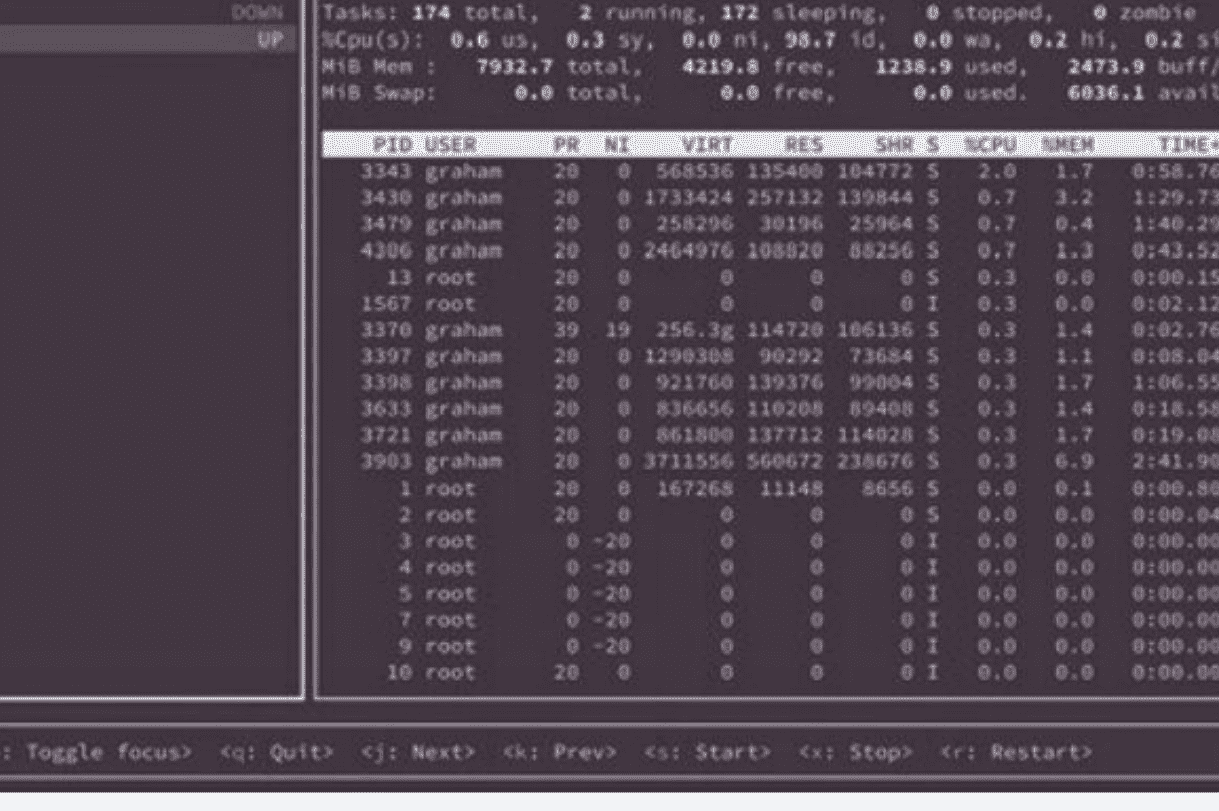 DOWN
UP
Tasks: 174 total, 2 running, 172 sleeping, 0 stopped, 0 zombie
%Cpu(s): 0.6 us, 0.3 sy, 0.0 ni, 98.7 id, 0.0 wa, 0.2 hi, 0.2 si
MiB Mem : 7932.7 total, 4219.8 free, 1238.9 used, 2473.9 buff/
MiB Swap: 0.0 total, 0.0 free, 0.0 used. 6036.1 avail
PID USER PR NI VIRT RES SHR S %CPU %MEM TIME+
3343 graham 20 0 568536 135400 104772 S 2.0 1.7 0:58.76
3430 graham 20 0 1733424 257132 139844 S 0.7 3.2 1:29.73
3479 graham 20 0 258296 30196 25964 S 0.7 0.4 1:40.29
4306 graham 20 0 2464976 108820 88256 S 0.7 1.3 0:43.52
13 root 20 0 0 0 0 S 0.3 0.0 0:00.15
1567 root 20 0 0 0 0 I 0.3 0.0 0:02.12
3370 graham 39 19 256.3g 114720 106136 S 0.3 1.4 0:02.76
3397 graham 20 0 1290308 90292 73684 S 0.3 1.1 0:08.04
3398 graham 20 0 921760 139376 99004 S 0.3 1.7 1:06.55
3633 graham 20 0 836656 110208 89408 S 0.3 1.4 0:18.58
3721 graham 20 0 861800 137712 114028 S 0.3 1.7 0:19.08
3903 graham 20 0 3711556 560672 238676 S 0.3 6.9 2:41.90
1 root 20 0 167268 11148 8656 S 0.0 0.1 0:00.80
2 root 20 0 0 0 0 S 0.0 0.0 0:00.04
3 root 0 -20 0 0 0 I 0.0 0.0 0:00.00
4 root 0 -20 0 0 0 I 0.0 0.0 0:00.00
5 root 0 -20 0 0 0 I 0.0 0.0 0:00.00
7 root 0 -20 0 0 0 I 0.0 0.0 0:00.00
9 root 0 -20 0 0 0 I 0.0 0.0 0:00.00
10 root 20 0 0 0 0 I 0.0 0.0 0:00.00
: Toggle focus> <q: Quit> <j: Next> <k: Prev> <s: Start> <x: Stop> <r: Restart>